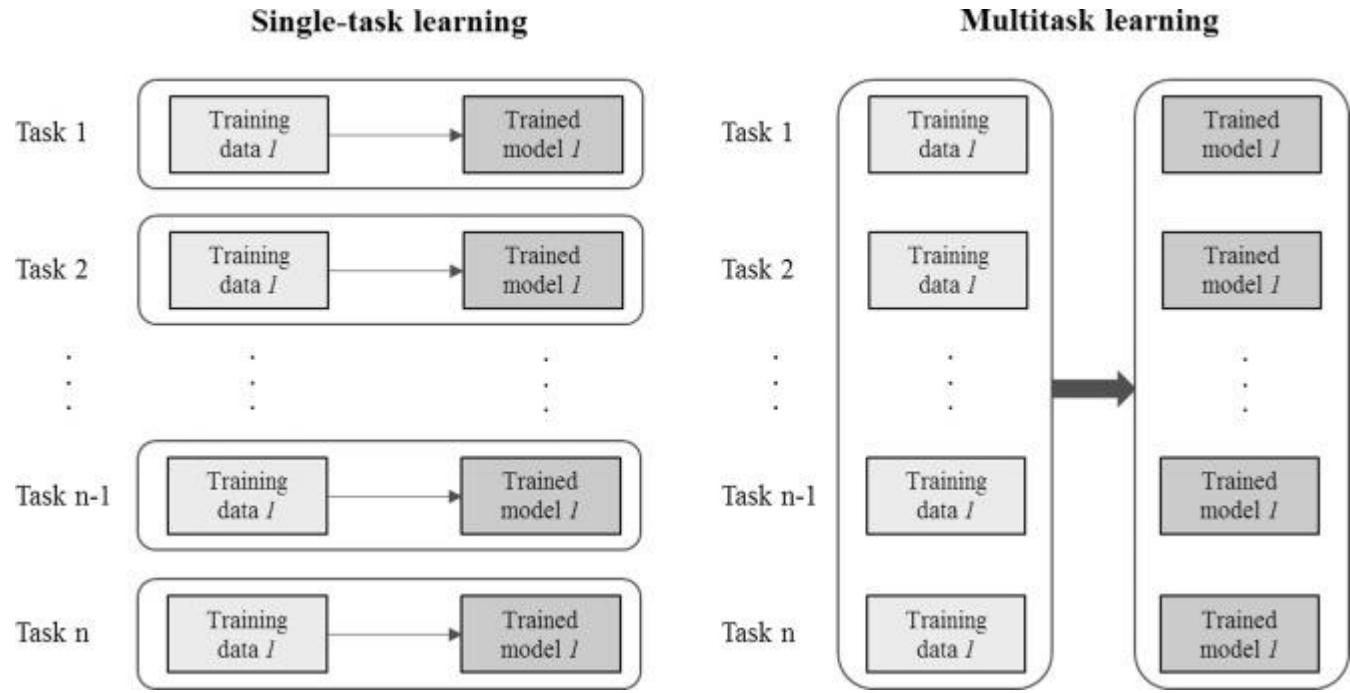 Single-task learning
Task 1
Training
data 1
Trained
model 1
Task 2
Training
data 1
Trained
model 1
Task n-1
Training
data 1
Trained
model 1
Task n
Training
data 1
Trained
model 1
Multitask learning
Task 1
Training
data 1
Trained
model 1
Task 2
Training
data 1
Trained
model 1
Task n-1
Training
data 1
Trained
model 1
Task n
Training
data 1
Trained
model 1